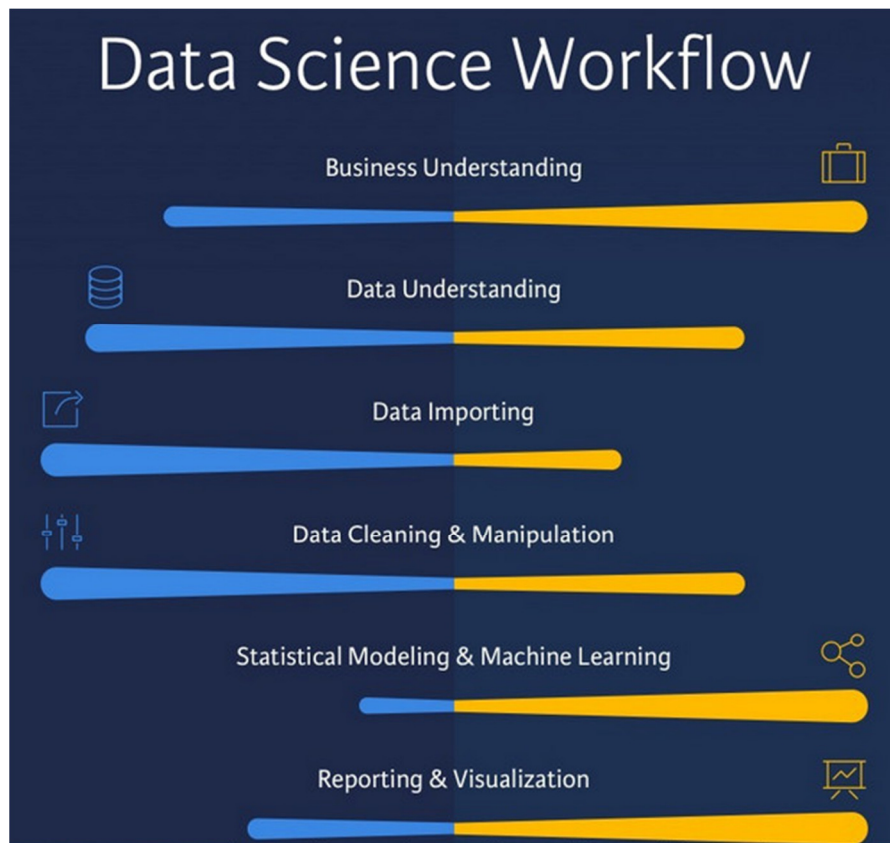 Data Science Workflow
Business Understanding
Data Understanding
Data Importing
Data Cleaning & Manipulation
Statistical Modeling & Machine Learning
Reporting & Visualization